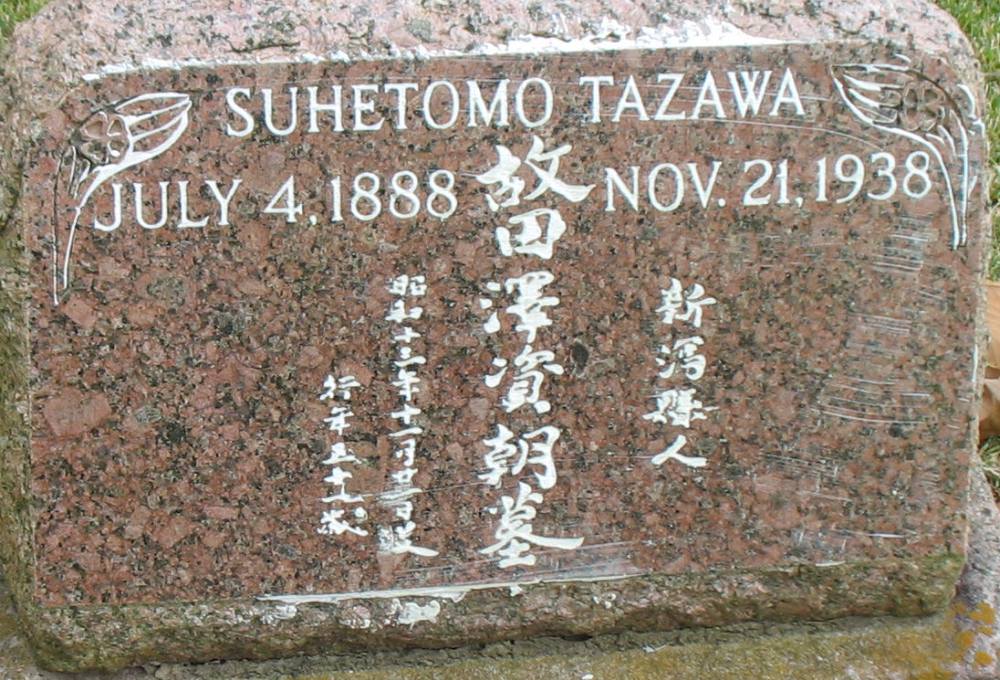 SUHETOMO TAZAWA
JULY 4, 1888 NOV. 21, 1938
新潟縣人
故田澤資朝墓
昭和十三年十一月廿一日歿
行年五十一歳